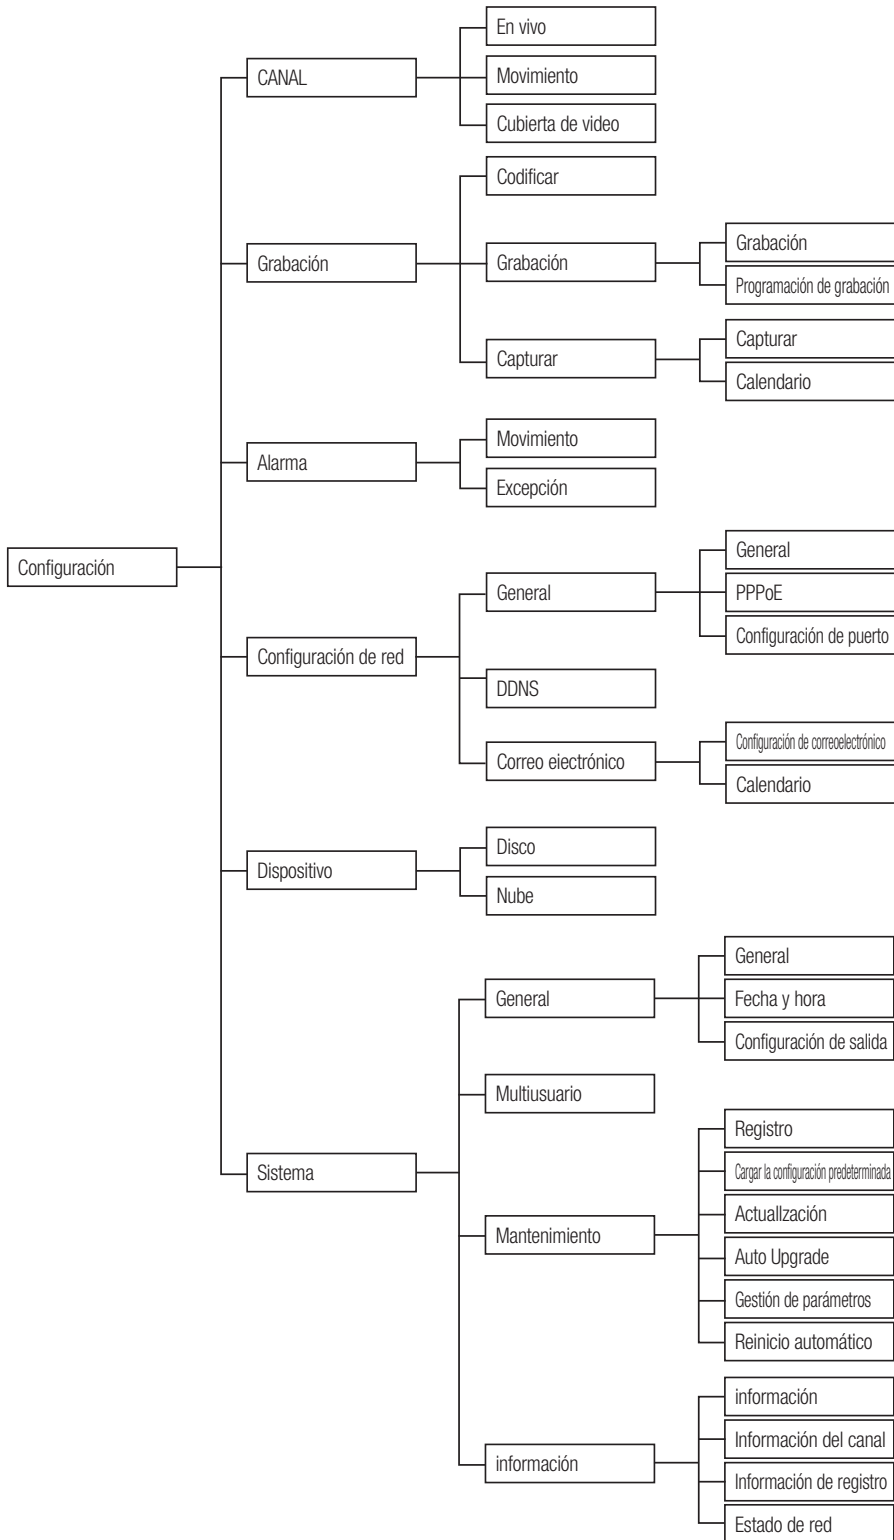 En vivo
CANAL
Movimiento
Cubierta de video
Codificar
Grabación
Grabación
Grabación
Programación de grabación
Capturar
Capturar
Calendario
Alarma
Movimiento
Excepción
Configuración
Configuración de red
General
General
PPPoE
Configuración de puerto
DDNS
Correo eiectrónico
Configuración de correoelectrónico
Calendario
Dispositivo
Disco
Nube
Sistema
General
General
Fecha y hora
Configuración de salida
Multiusuario
Mantenimiento
Registro
Cargar la configuración predeterminada
Actuallzación
Auto Upgrade
Gestión de parámetros
Reinicio automático
información
información
Información del canal
Información de registro
Estado de red